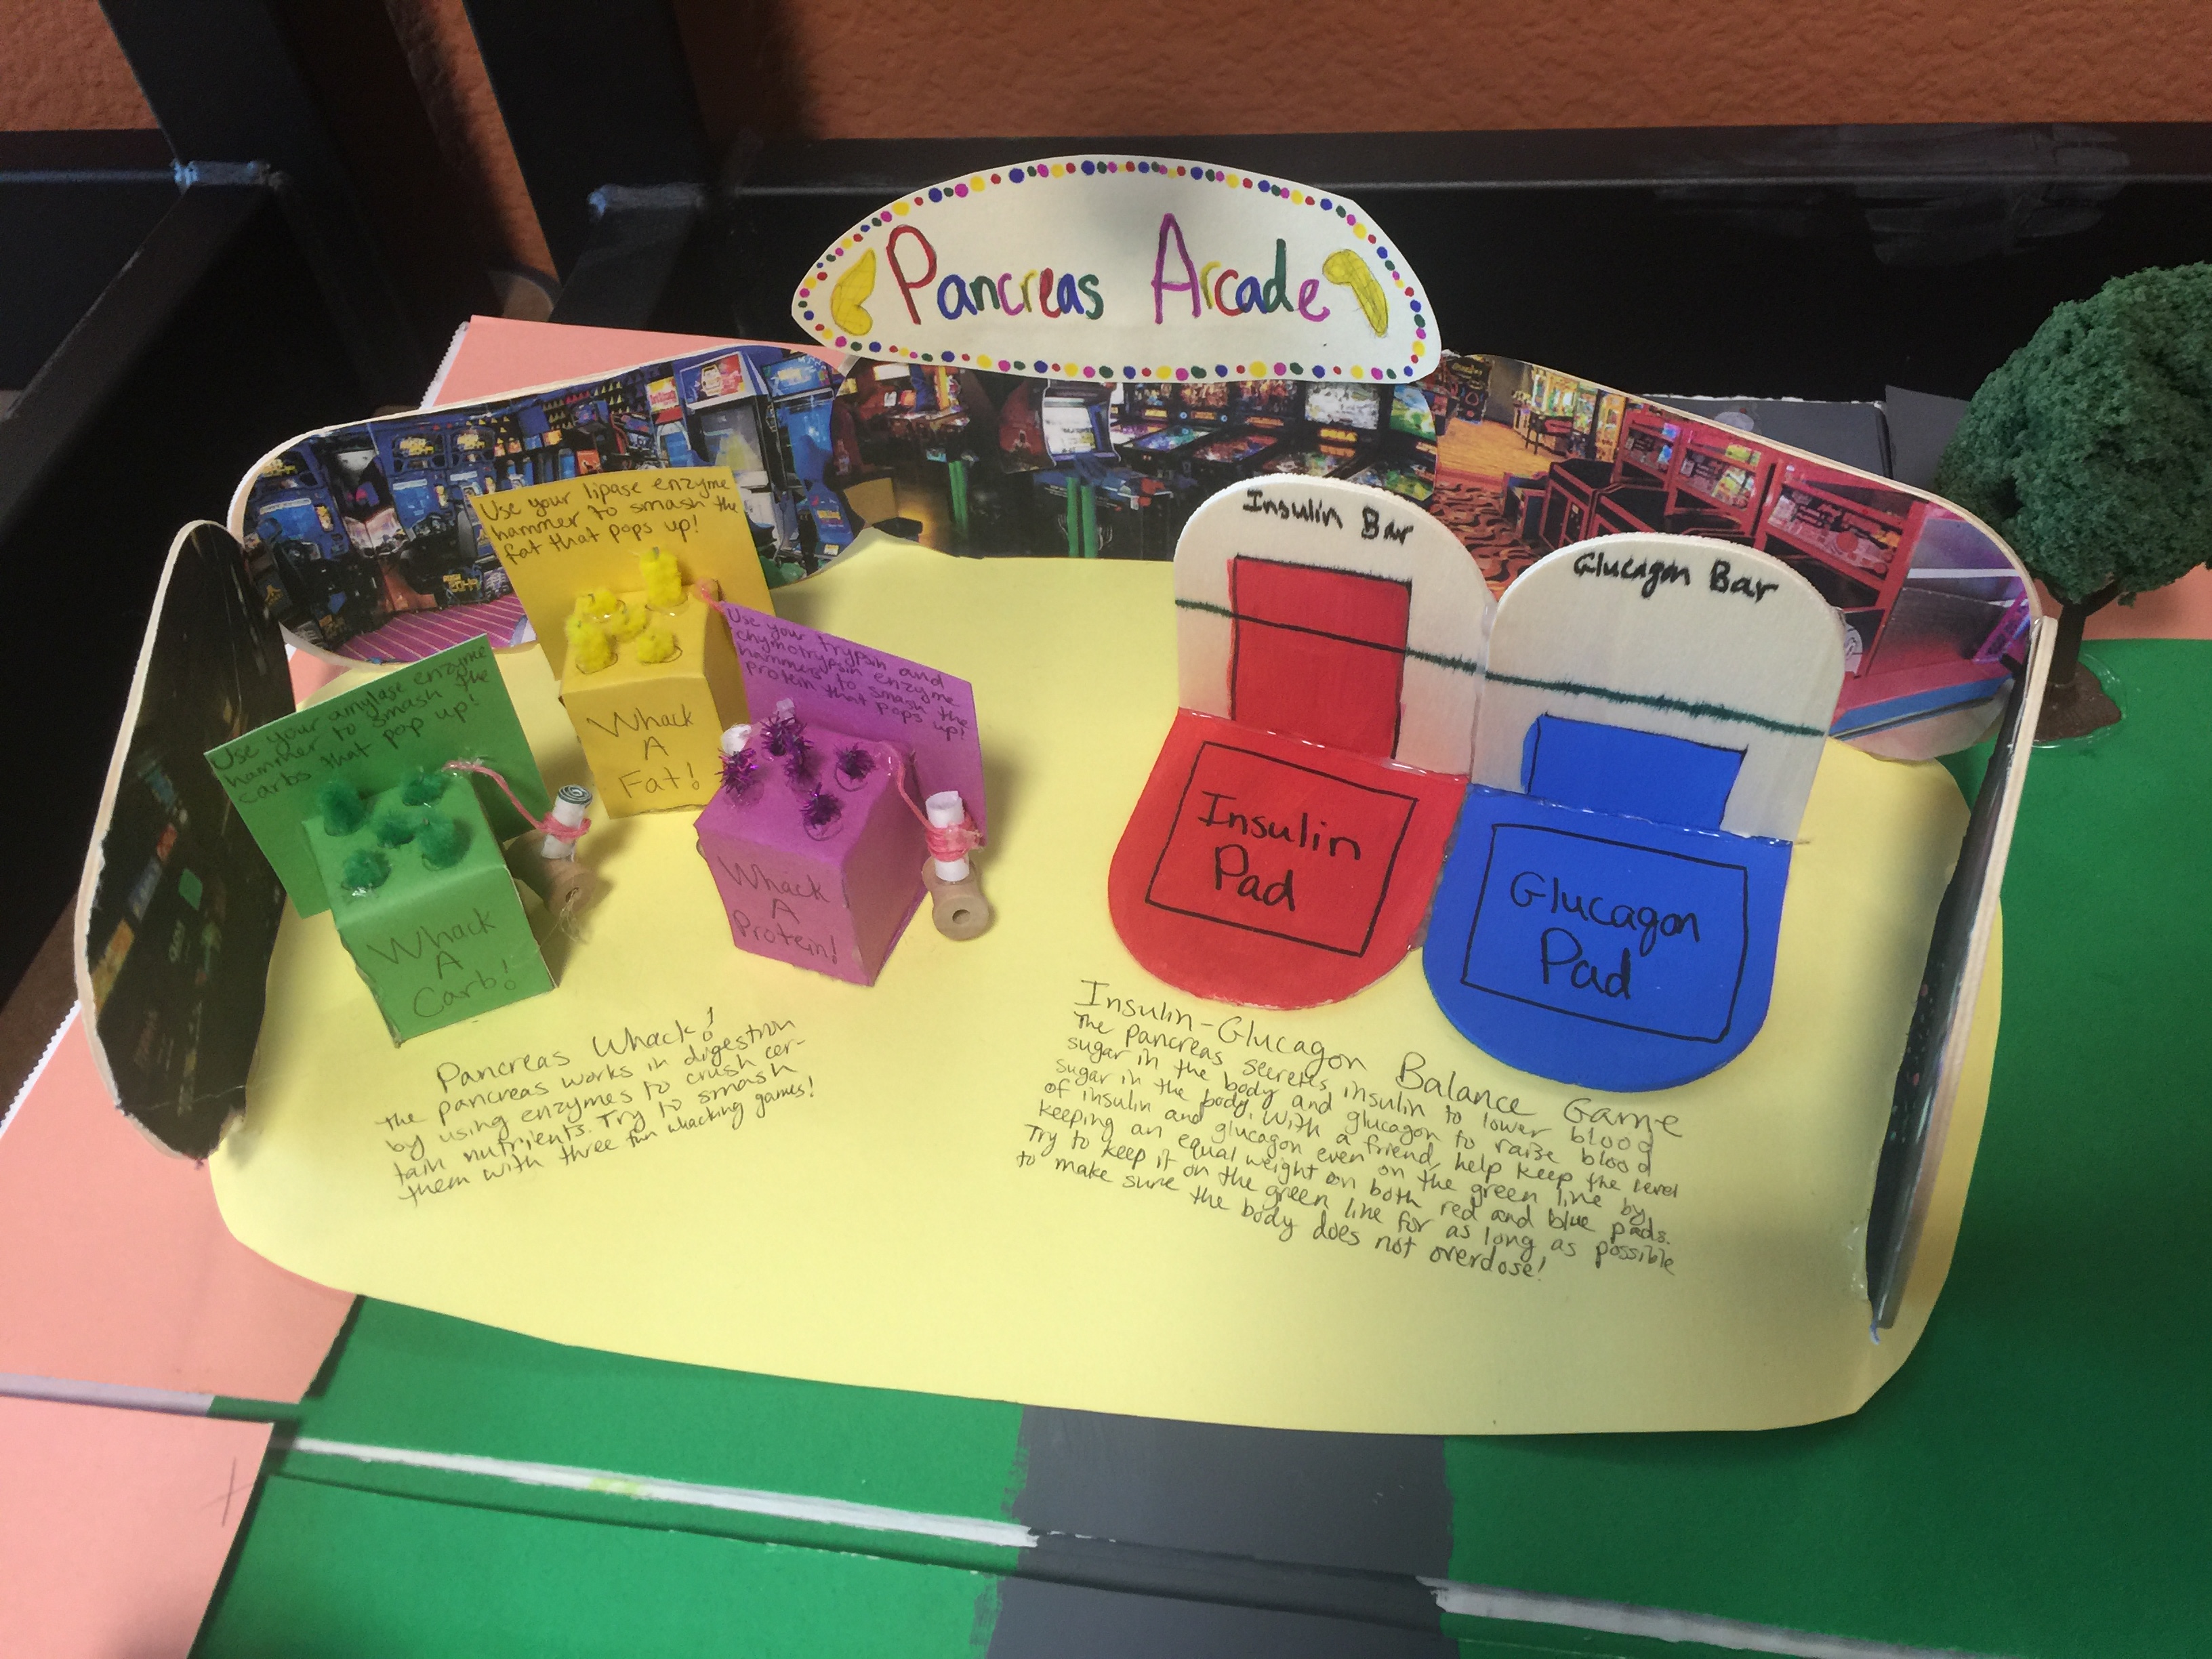 Pancreas Arcade
Use your lipase enzyme
hammer to smash the
fat that pops up!
Whack
A
Fat!
Use your amylase enzyme
hammer to smash the
carbs that pop up!
Whack
A
Carb!
Use your trypsin and
chymotrypsin enzyme
hammers to smash the
protein that pops up!
Whack
A
Protein!
Insulin Bar
Glucagon Bar
Insulin
Pad
Glucagon
Pad
Pancreas Whack!
The pancreas works in digestion
by using enzymes to crush cer-
tain nutrients. Try to smash
them with three fun whacking games!
Insulin-Glucagon Balance Game
The pancreas secretes insulin to lower blood
sugar in the body and glucagon to raise blood
sugar in the body. With a friend, help keep the level
of insulin and glucagon even on the green line by
keeping an equal weight on both red and blue pads.
Try to keep it on the green line for as long as possible
to make sure the body does not overdose!